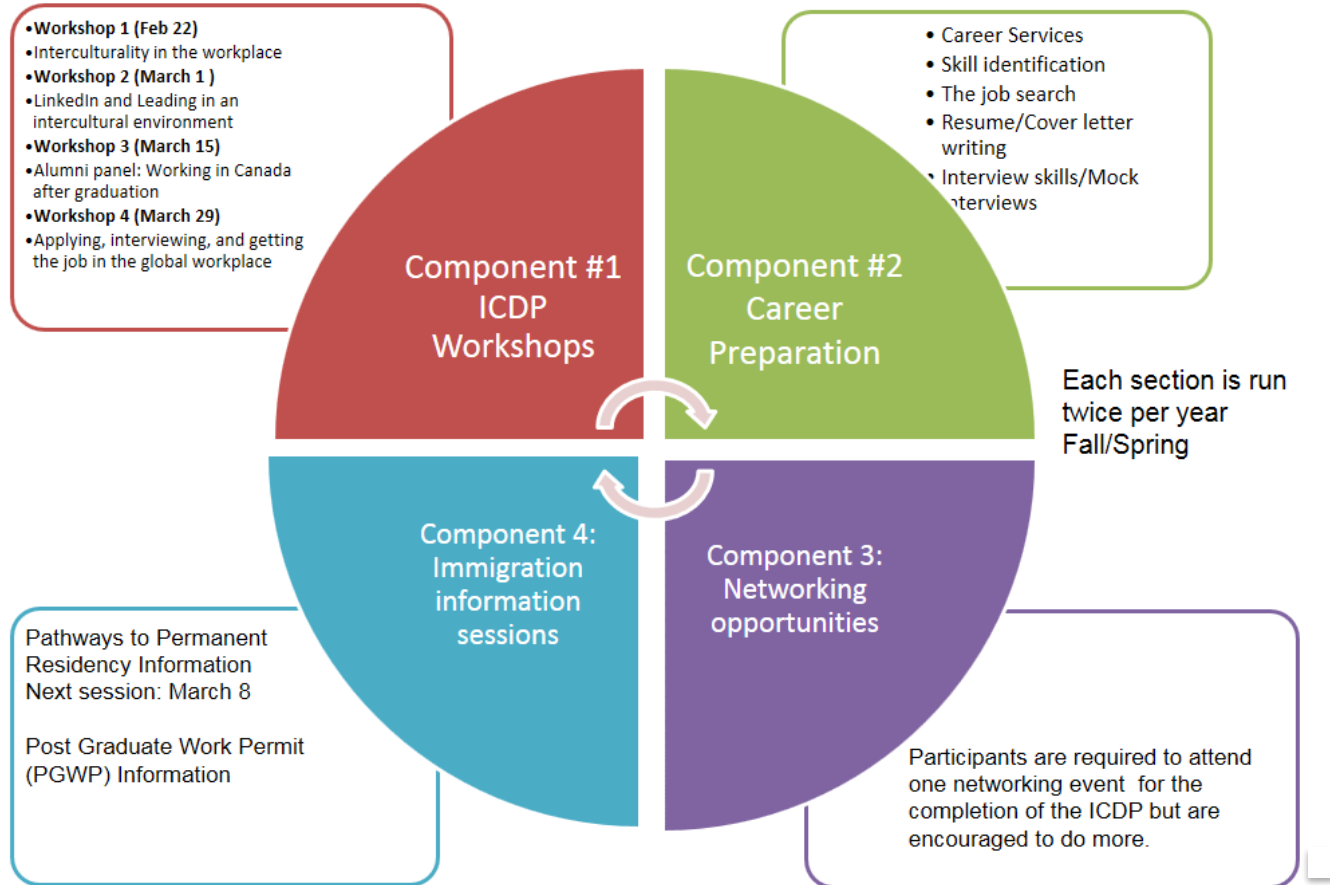 •Workshop 1 (Feb 22)
•Interculturality in the workplace
•Workshop 2 (March 1 )
•LinkedIn and Leading in an
intercultural environment
•Workshop 3 (March 15)
•Alumni panel: Working in Canada
after graduation
•Workshop 4 (March 29)
•Applying, interviewing, and getting
the job in the global workplace
• Career Services
• Skill identification
• The job search
• Resume/Cover letter
writing
• Interview skills/Mock
nterviews
Component #1
ICDP
Workshops
Component #2
Career
Preparation
Each section is run
twice per year
Fall/Spring
Component 4:
Immigration
information
sessions
Component 3:
Networking
opportunities
Pathways to Permanent
Residency Information
Next session: March 8
Post Graduate Work Permit
(PGWP) Information
Participants are required to attend
one networking event for the
completion of the ICDP but are
encouraged to do more.